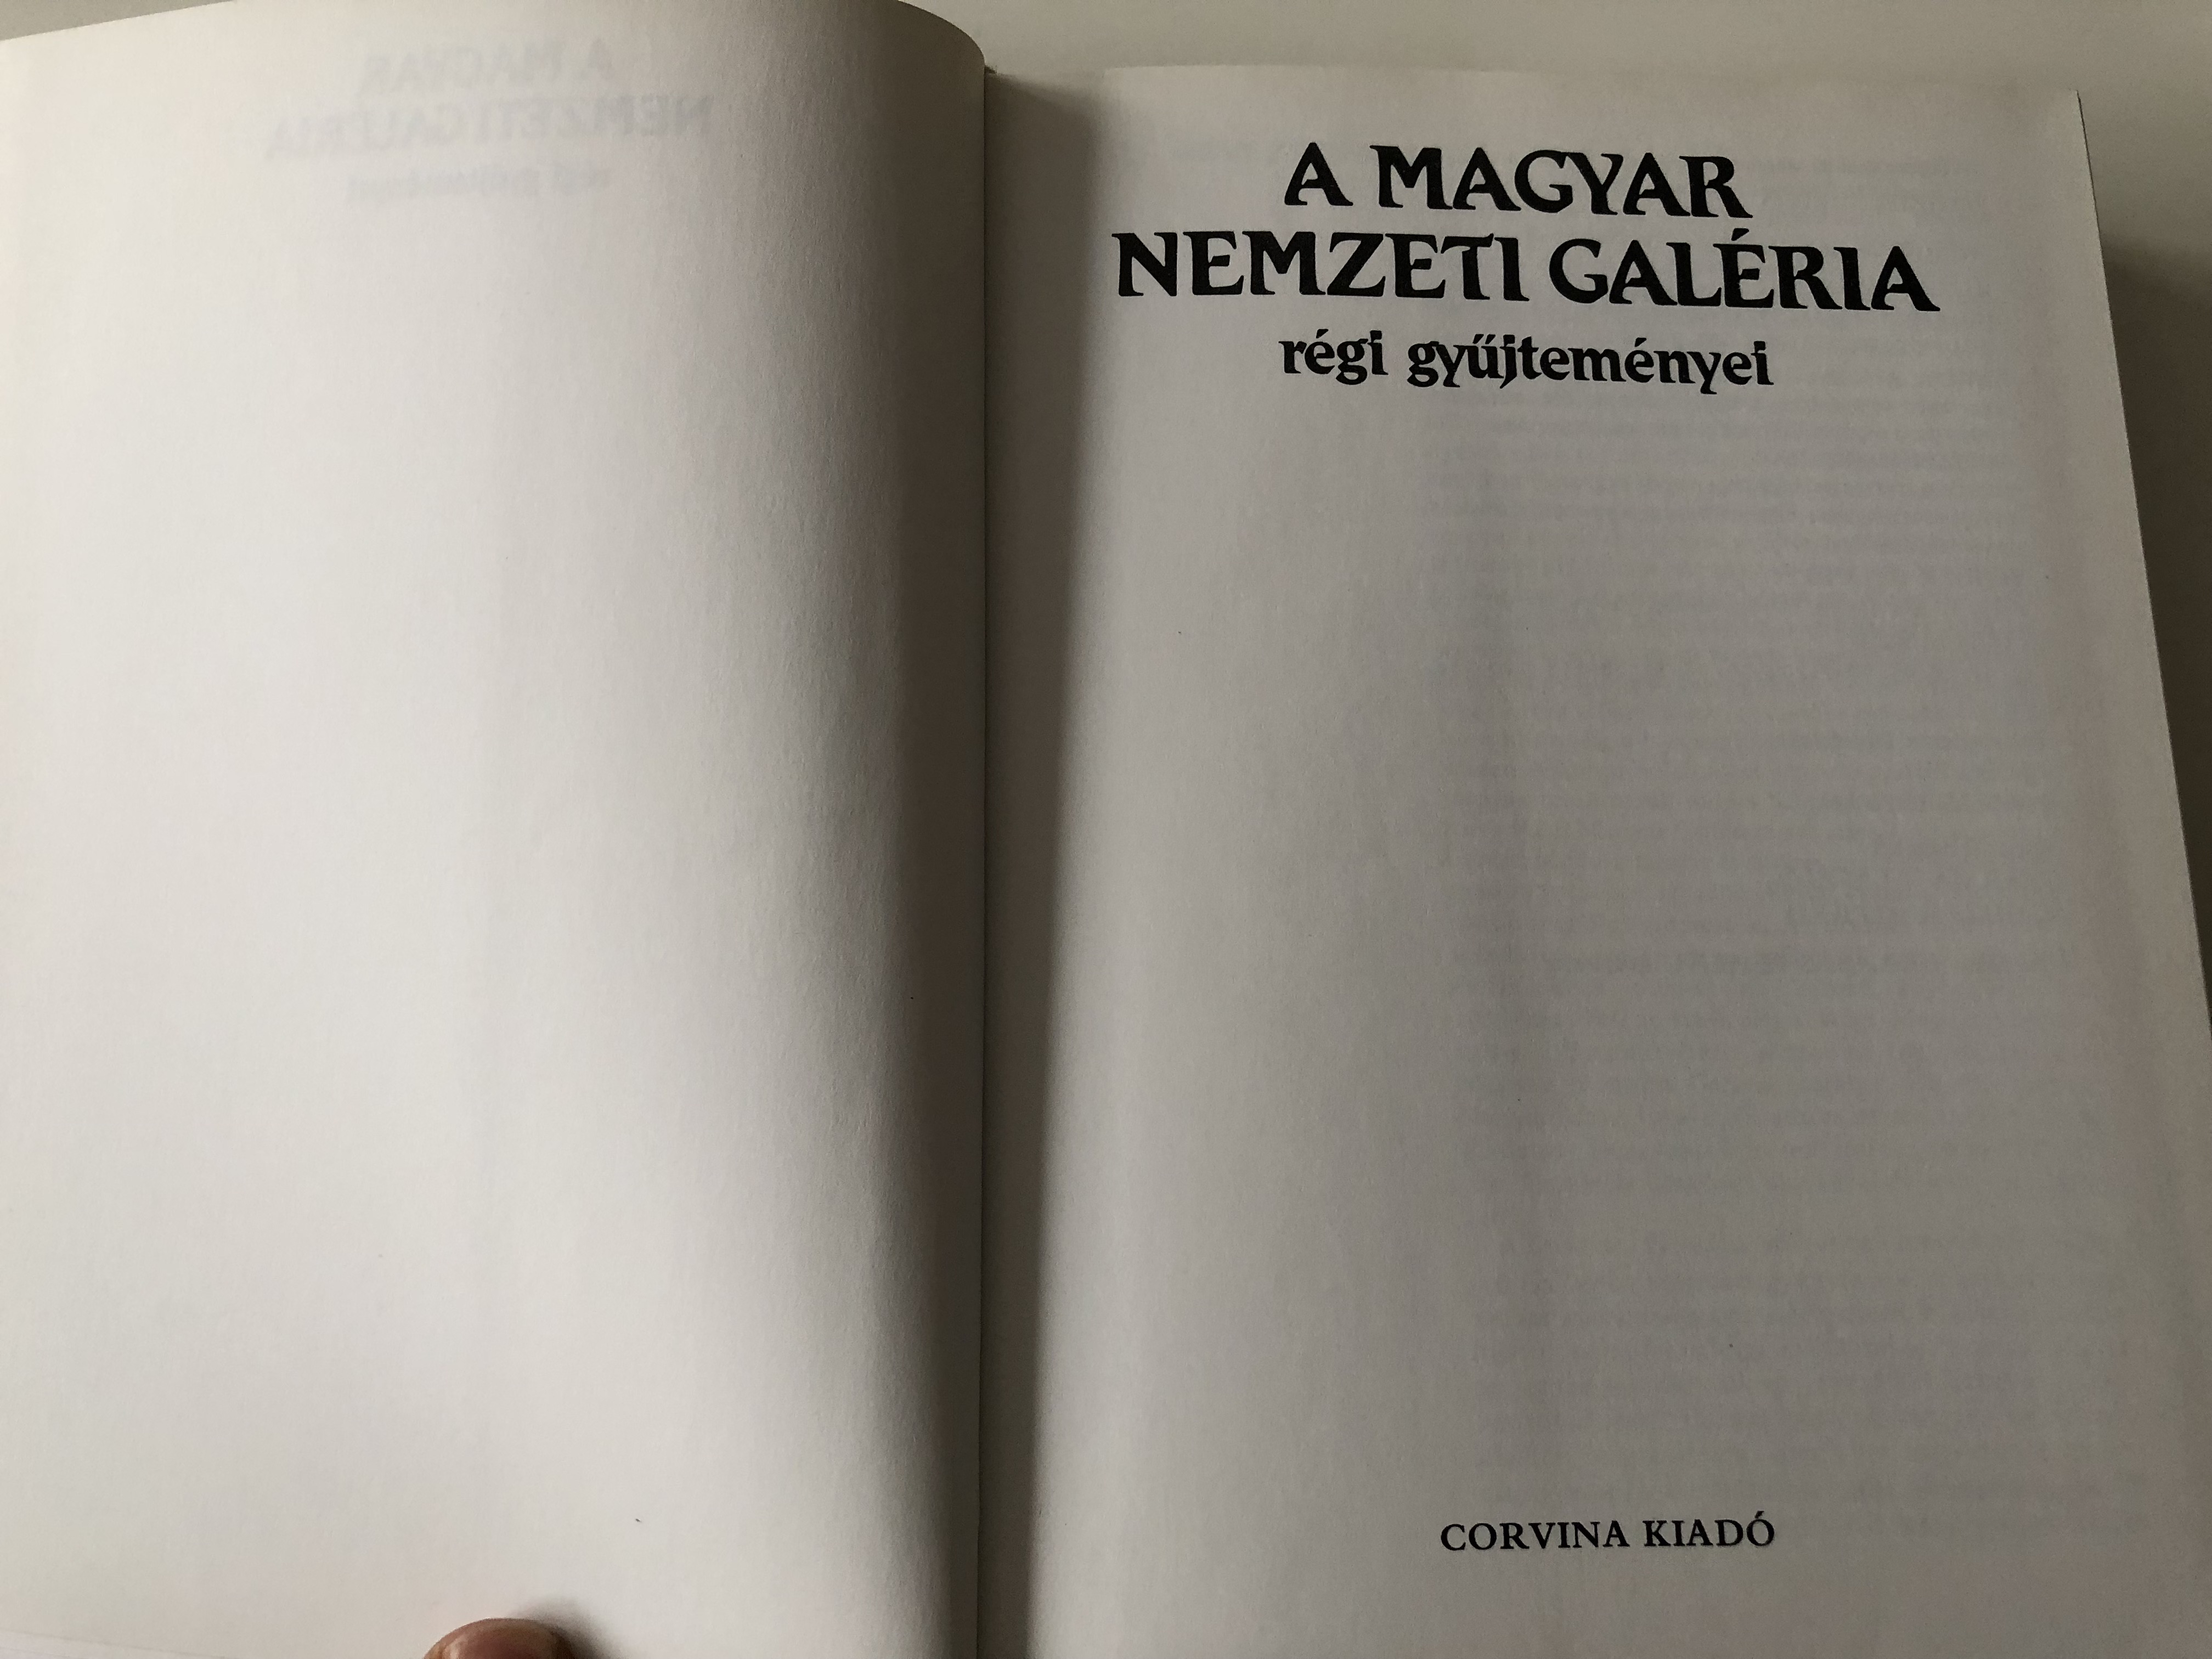 A MAGYAR
NEMZETI GALÉRIA
régi gyűjteményei
CORVINA KIADÓ